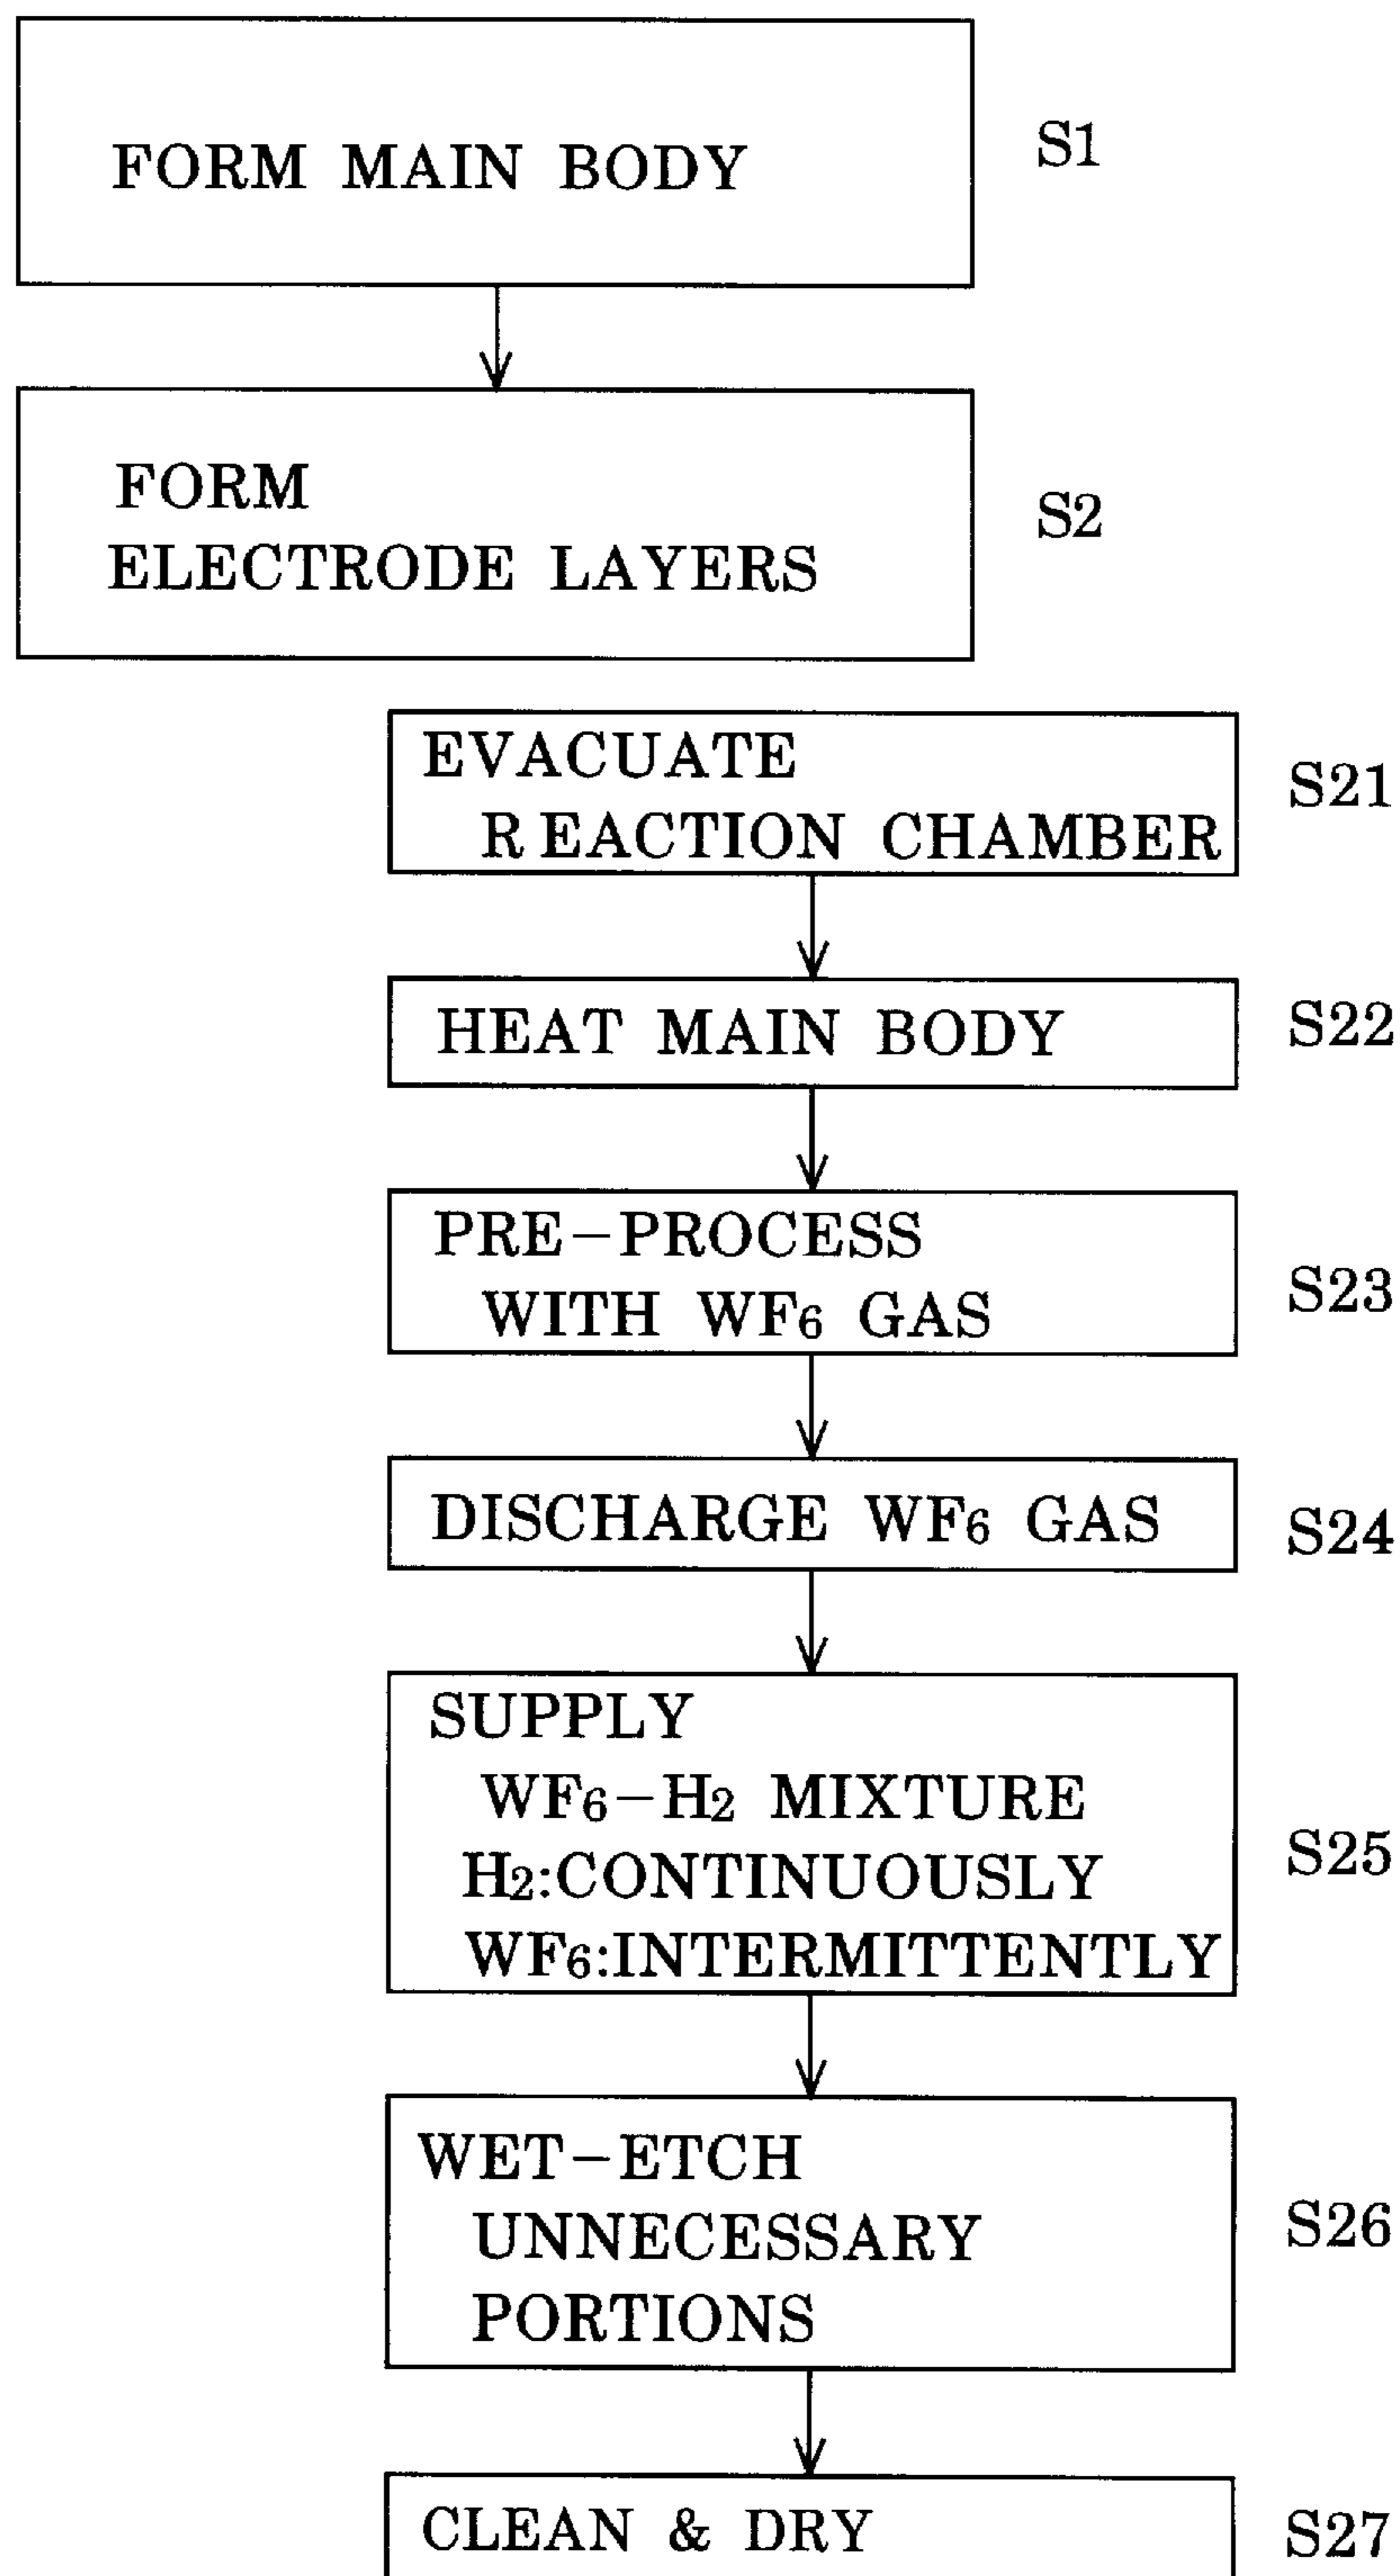 FORM MAIN BODY
S1
FORM
ELECTRODE LAYERS
S2
EVACUATE
REACTION CHAMBER
S21
HEAT MAIN BODY
S22
PRE-PROCESS
WITH WF6 GAS
S23
DISCHARGE WF6 GAS
S24
SUPPLY
WF6-H2 MIXTURE
H2:CONTINUOUSLY
WF6:INTERMITTENTLY
S25
WET-ETCH
UNNECESSARY
PORTIONS
S26
CLEAN & DRY
S27